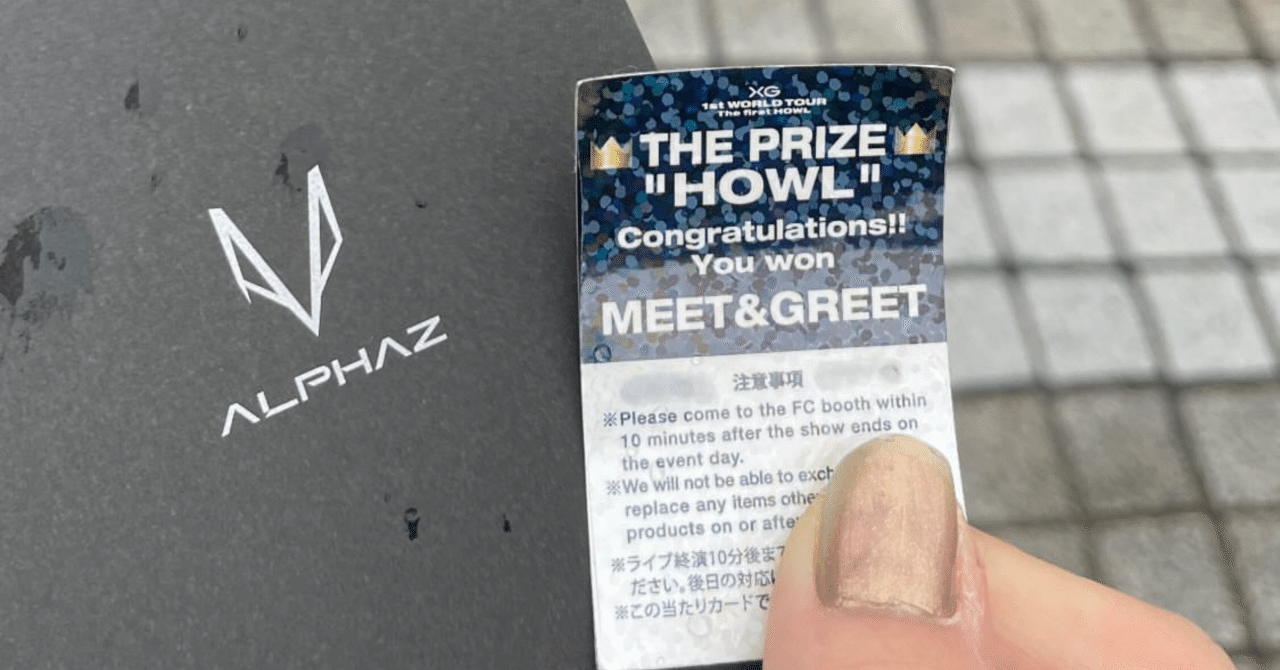 ALPHAZ
XG
1st WORLD TOUR
The first HOWL
THE PRIZE
"HOWL"
Congratulations!!
You won
MEET&GREET
注意事項
※Please come to the FC booth within
10 minutes after the show ends on
the event day.
※We will not be able to
replace any items
products on or
※ライブ終演10分後ま
ださい。後日の対応
※この当たりカードで